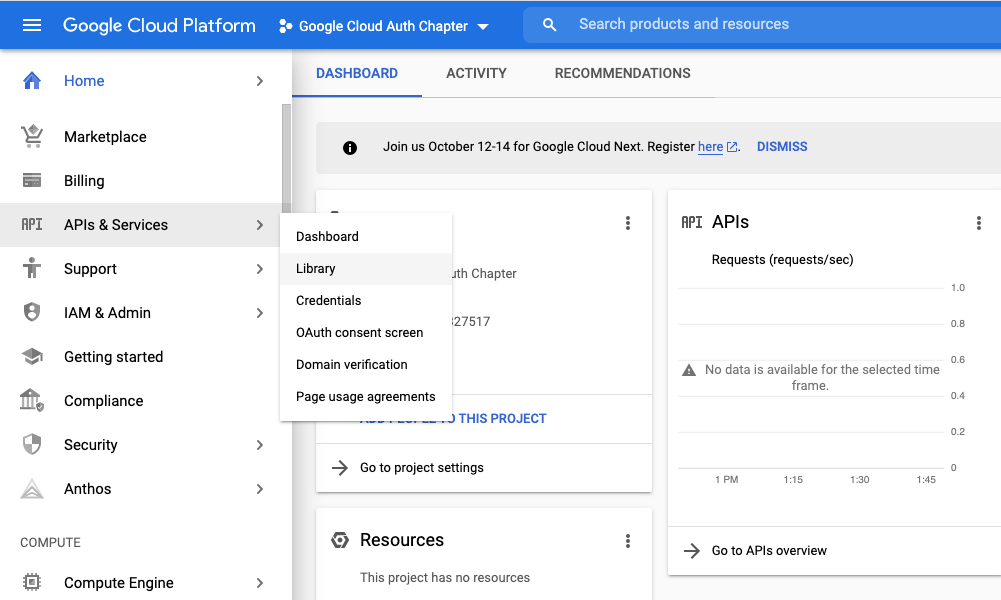 Google Cloud Platform
Google Cloud Auth Chapter
Search products and resources
Home
Marketplace
Billing
API APIs & Services
Support
IAM & Admin
Getting started
Compliance
Security
Anthos
COMPUTE
Compute Engine
Dashboard
Library
Credentials
OAuth consent screen
Domain verification
Page usage agreements
DASHBOARD
ACTIVITY
RECOMMENDATIONS
Join us October 12-14 for Google Cloud Next. Register here. DISMISS
Chapter
327517
TO THIS PROJECT
Go to project settings
Resources
This project has no resources
API APIs
Requests (requests/sec)
1.0
0.8
0.6
0.4
0.2
0
No data is available for the selected time
frame.
1 PM
1:15
1:30
1:45
Go to APIs overview